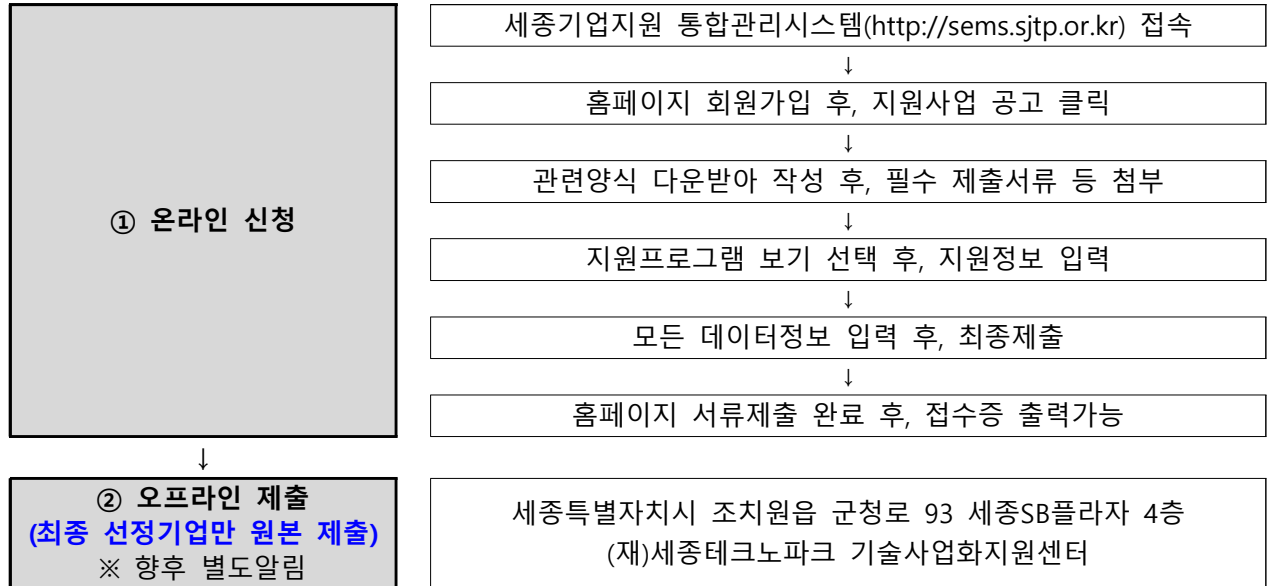 ① 온라인 신청
세종기업지원 통합관리시스템(http://sems.sjtp.or.kr) 접속
↓
홈페이지 회원가입 후, 지원사업 공고 클릭
↓
관련양식 다운받아 작성 후, 필수 제출서류 등 첨부
↓
지원프로그램 보기 선택 후, 지원정보 입력
↓
모든 데이터정보 입력 후, 최종제출
↓
홈페이지 서류제출 완료 후, 접수증 출력가능
↓
② 오프라인 제출
(최종 선정기업만 원본 제출)
※ 향후 별도알림
세종특별자치시 조치원읍 군청로 93 세종SB플라자 4층
(재)세종테크노파크 기술사업화지원센터